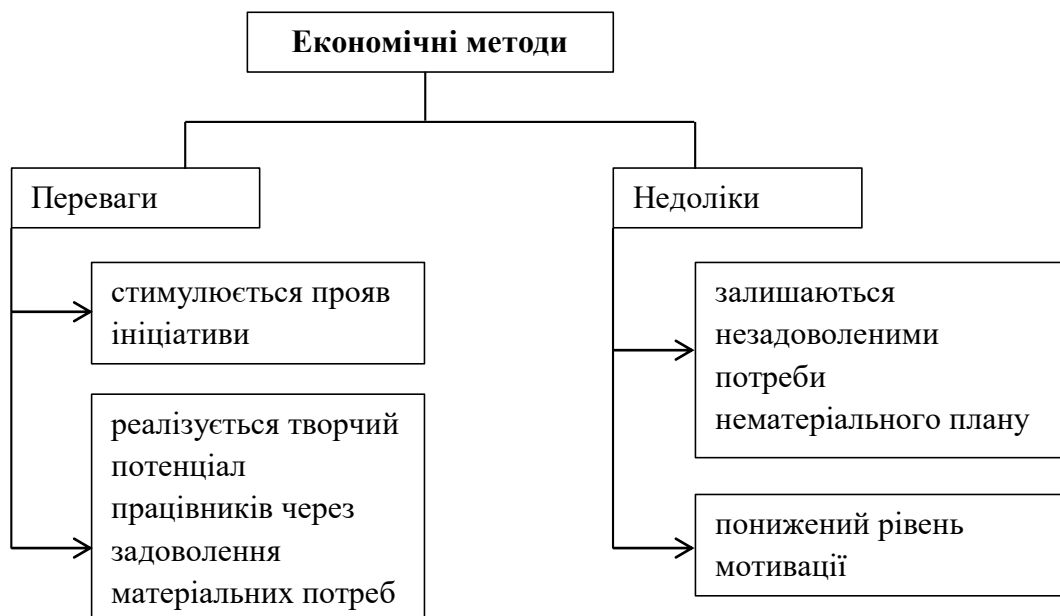 Економічні методи
Переваги
стимулюється прояв
ініціативи
реалізується творчий
потенціал
працівників через
задоволення
матеріальних потреб
Недоліки
залишаються
незадоволеними
потреби
нематеріального плану
понижений рівень
мотивації